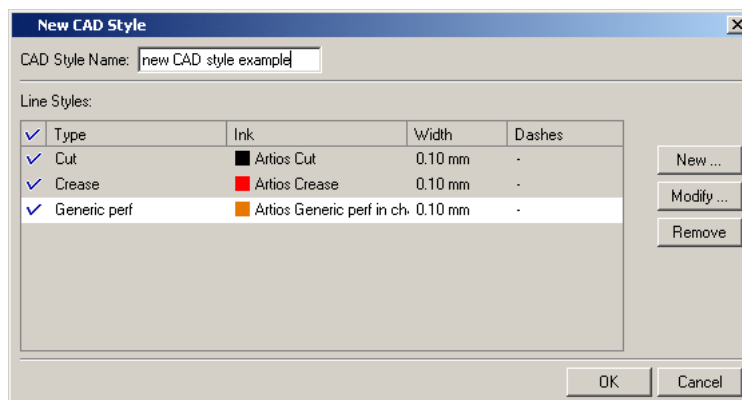 New CAD Style
CAD Style Name: new CAD style example
Line Styles:
Type Ink Width Dashes
Cut Artios Cut 0.10 mm -
Crease Artios Crease 0.10 mm -
Generic perf Artios Generic perf in ch 0.10 mm -
New ...
Modify ...
Remove
OK Cancel